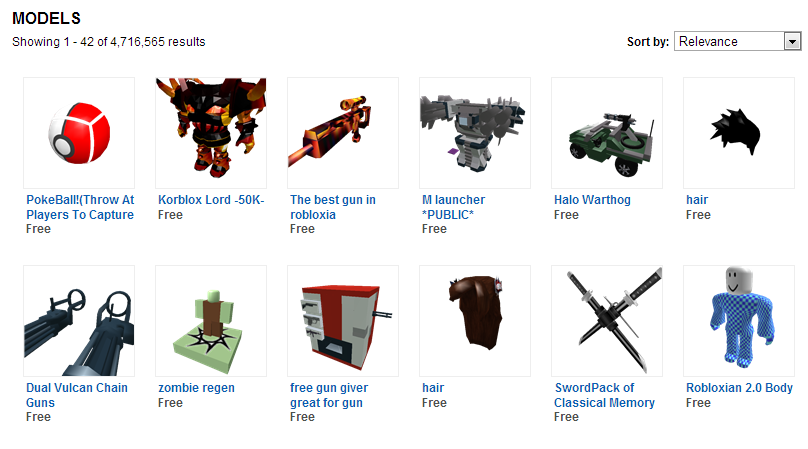 MODELS
Showing 1 - 42 of 4,716,565 results
Sort by: Relevance
PokeBall!(Throw At
Players To Capture
Free
Korblox Lord -50K-
Free
The best gun in
robloxia
Free
M launcher
*PUBLIC*
Free
Halo Warthog
Free
hair
Free
Dual Vulcan Chain
Guns
Free
zombie regen
Free
free gun giver
great for gun
Free
hair
Free
SwordPack of
Classical Memory
Free
Robloxian 2.0 Body
Free